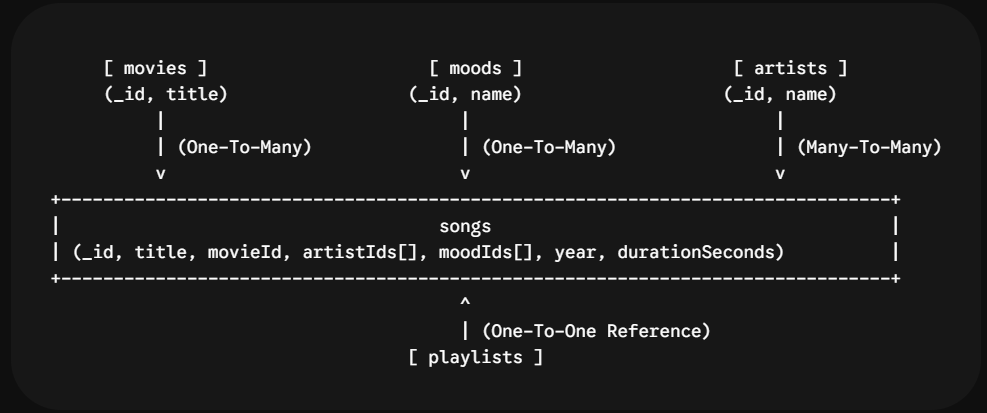 [ movies ] [ moods ] [ artists ]
(_id, title) (_id, name) (_id, name)
| | |
| (One-To-Many) | (One-To-Many) | (Many-To-Many)
v v v
+-------------------------------------------------------------------------------+
| songs |
| (_id, title, movieId, artistIds[], moodIds[], year, durationSeconds) |
+-------------------------------------------------------------------------------+
^
| (One-To-One Reference)
[ playlists ]